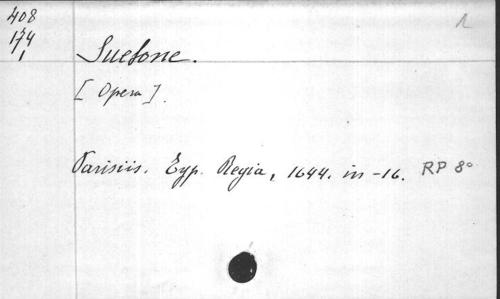 408
174
1
Suetone.
[Opera].
Parisiis. Typ. Regia, 1644. in-16. RP 8°